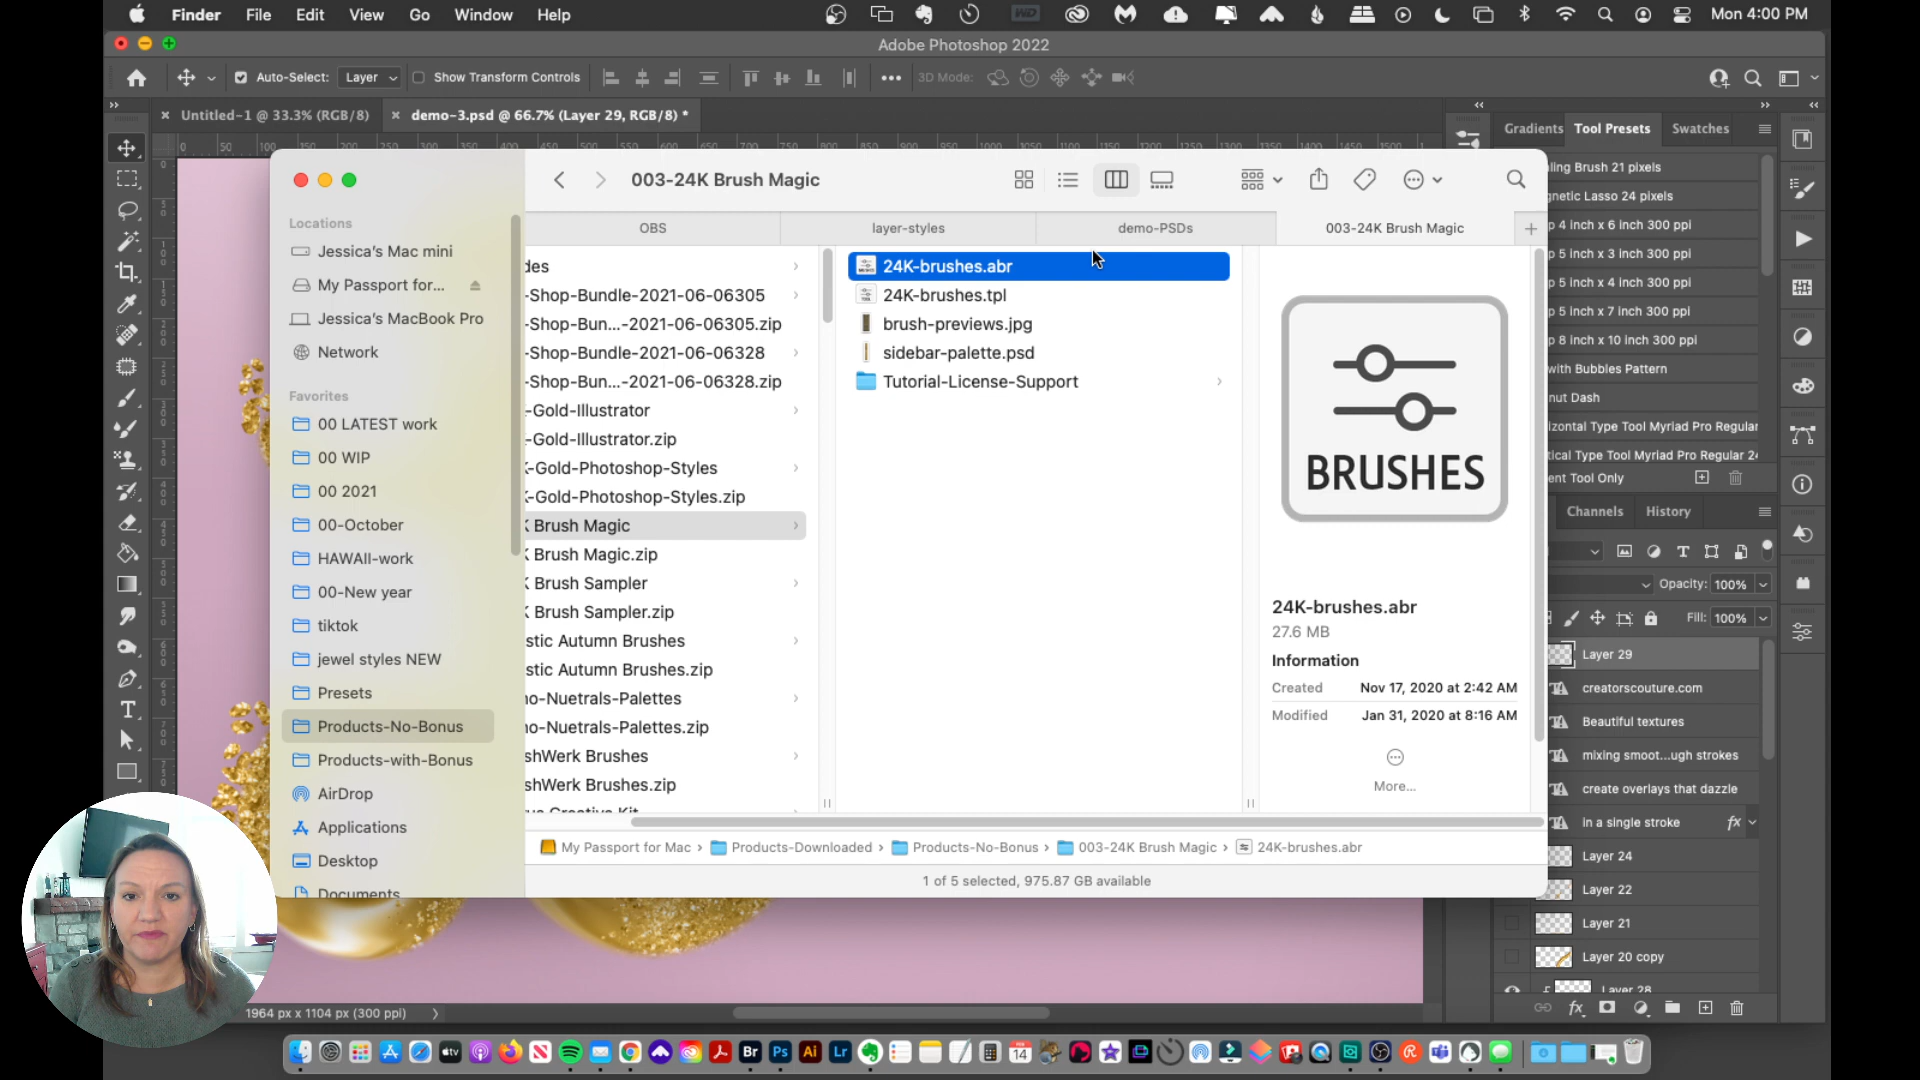 Finder File Edit View Go Window Help
Mon 4:00 PM
Adobe Photoshop 2022
Auto-Select: Layer Show Transform Controls 3D Mode:
Untitled-1 @ 33.3% (RGB/8)
demo-3.psd @ 66.7% (Layer 29, RGB/8) *
Gradients Tool Presets Swatches
ling Brush 21 pixels
gnetic Lasso 24 pixels
p 4 inch x 6 inch 300 ppi
p 5 inch x 3 inch 300 ppi
p 5 inch x 4 inch 300 ppi
p 5 inch x 7 inch 300 ppi
p 8 inch x 10 inch 300 ppi
with Bubbles Pattern
nut Dash
izontal Type Tool Myriad Pro Regular
tical Type Tool Myriad Pro Regular 24
ent Tool Only
Channels History
Opacity: 100%
Fill: 100%
Layer 29
creatorscouture.com
Beautiful textures
mixing smoot...ugh strokes
create overlays that dazzle
in a single stroke fx
Layer 24
Layer 22
Layer 21
Layer 20 copy
Layer 28
003-24K Brush Magic
OBS
layer-styles
demo-PSDs
003-24K Brush Magic
Locations
Jessica's Mac mini
My Passport for...
Jessica's MacBook Pro
Network
Favorites
00 LATEST work
00 WIP
00 2021
00-October
HAWAII-work
00-New year
tiktok
jewel styles NEW
Presets
Products-No-Bonus
Products-with-Bonus
AirDrop
Applications
Desktop
Documents
des
-Shop-Bundle-2021-06-06305
-Shop-Bun...-2021-06-06305.zip
-Shop-Bundle-2021-06-06328
-Shop-Bun...-2021-06-06328.zip
-Gold-Illustrator
-Gold-Illustrator.zip
K-Gold-Photoshop-Styles
K-Gold-Photoshop-Styles.zip
K Brush Magic
K Brush Magic.zip
K Brush Sampler
K Brush Sampler.zip
stic Autumn Brushes
stic Autumn Brushes.zip
no-Nuetrals-Palettes
no-Nuetrals-Palettes.zip
shWerk Brushes
shWerk Brushes.zip
24K-brushes.abr
24K-brushes.tpl
brush-previews.jpg
sidebar-palette.psd
Tutorial-License-Support
BRUSHES
24K-brushes.abr
27.6 MB
Information
Created Nov 17, 2020 at 2:42 AM
Modified Jan 31, 2020 at 8:16 AM
More...
My Passport for Mac › Products-Downloaded › Products-No-Bonus › 003-24K Brush Magic › 24K-brushes.abr
1 of 5 selected, 975.87 GB available
1964 px x 1104 px (300 ppi)